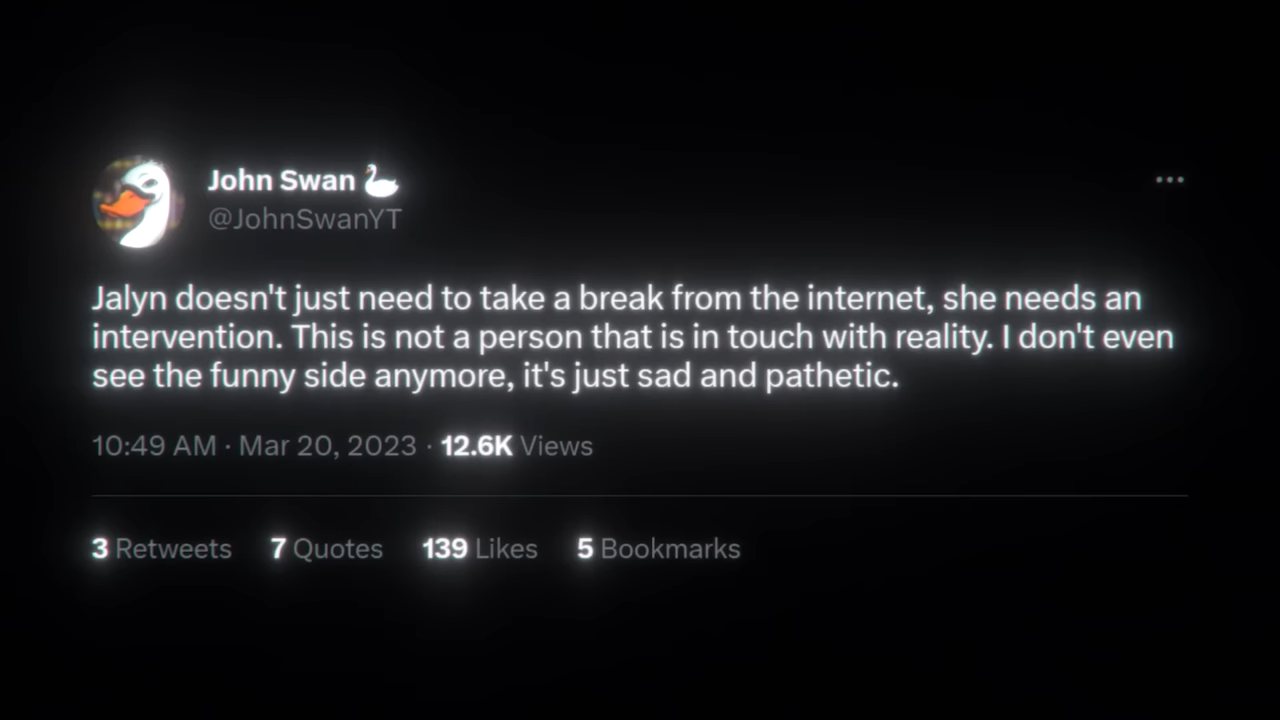 John Swan 🦢
@JohnSwanYT
Jalyn doesn't just need to take a break from the internet, she needs an
intervention. This is not a person that is in touch with reality. I don't even
see the funny side anymore, it's just sad and pathetic.
10:49 AM · Mar 20, 2023 · 12.6K Views
3 Retweets 7 Quotes 139 Likes 5 Bookmarks